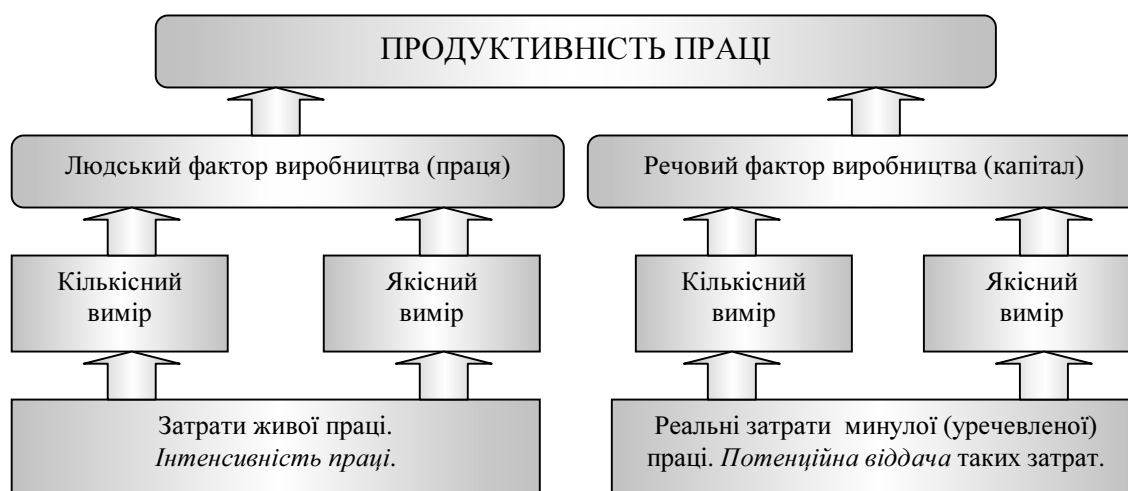 ПРОДУКТИВНІСТЬ ПРАЦІ
Людський фактор виробництва (праця)
Речовий фактор виробництва (капітал)
Кількісний
вимір
Якісний
вимір
Кількісний
вимір
Якісний
вимір
Затрати живої праці.
Інтенсивність праці.
Реальні затрати минулої (уречевленої)
праці. Потенційна віддача таких затрат.